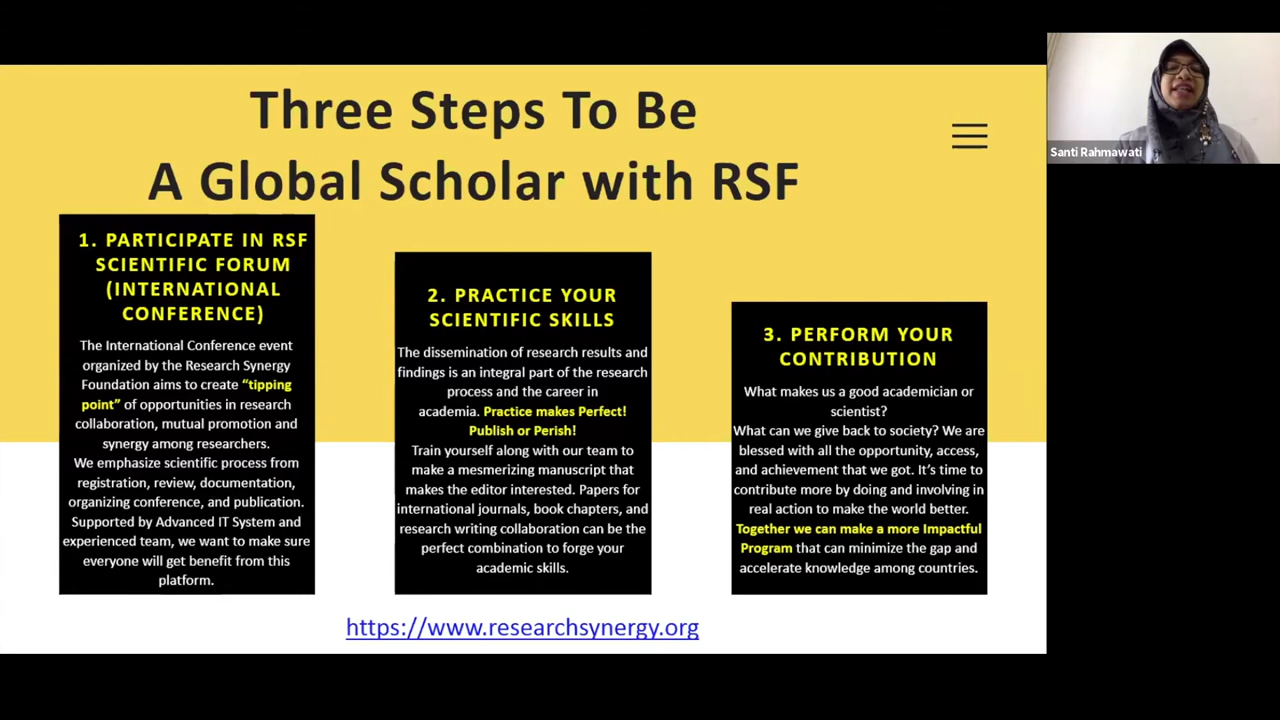 Three Steps To Be
A Global Scholar with RSF
1. PARTICIPATE IN RSF
SCIENTIFIC FORUM
(INTERNATIONAL
CONFERENCE)
The International Conference event
organized by the Research Synergy
Foundation aims to create “tipping
point” of opportunities in research
collaboration, mutual promotion and
synergy among researchers.
We emphasize scientific process from
registration, review, documentation,
organizing conference, and publication.
Supported by Advanced IT System and
experienced team, we want to make sure
everyone will get benefit from this
platform.
2. PRACTICE YOUR
SCIENTIFIC SKILLS
The dissemination of research results and
findings is an integral part of the research
process and the career in
academia. Practice makes Perfect!
Publish or Perish!
Train yourself along with our team to
make a mesmerizing manuscript that
makes the editor interested. Papers for
international journals, book chapters, and
research writing collaboration can be the
perfect combination to forge your
academic skills.
3. PERFORM YOUR
CONTRIBUTION
What makes us a good academician or
scientist?
What can we give back to society? We are
blessed with all the opportunity, access,
and achievement that we got. It’s time to
contribute more by doing and involving in
real action to make the world better.
Together we can make a more Impactful
Program that can minimize the gap and
accelerate knowledge among countries.
https://www.researchsynergy.org
Santi Rahmawati